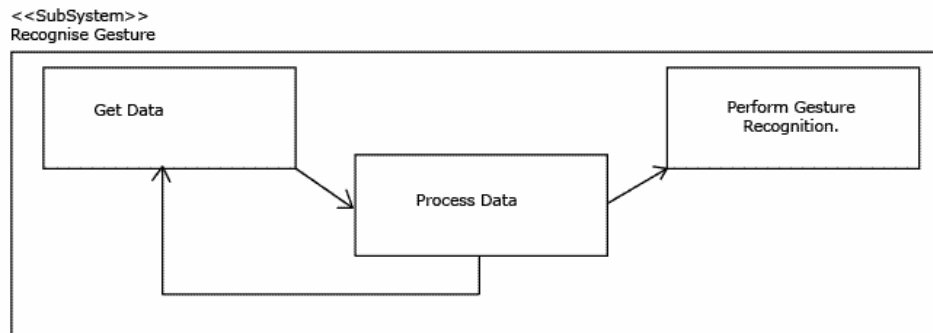 <<SubSystem>>
Recognise Gesture
Get Data
Perform Gesture
Recognition.
Process Data